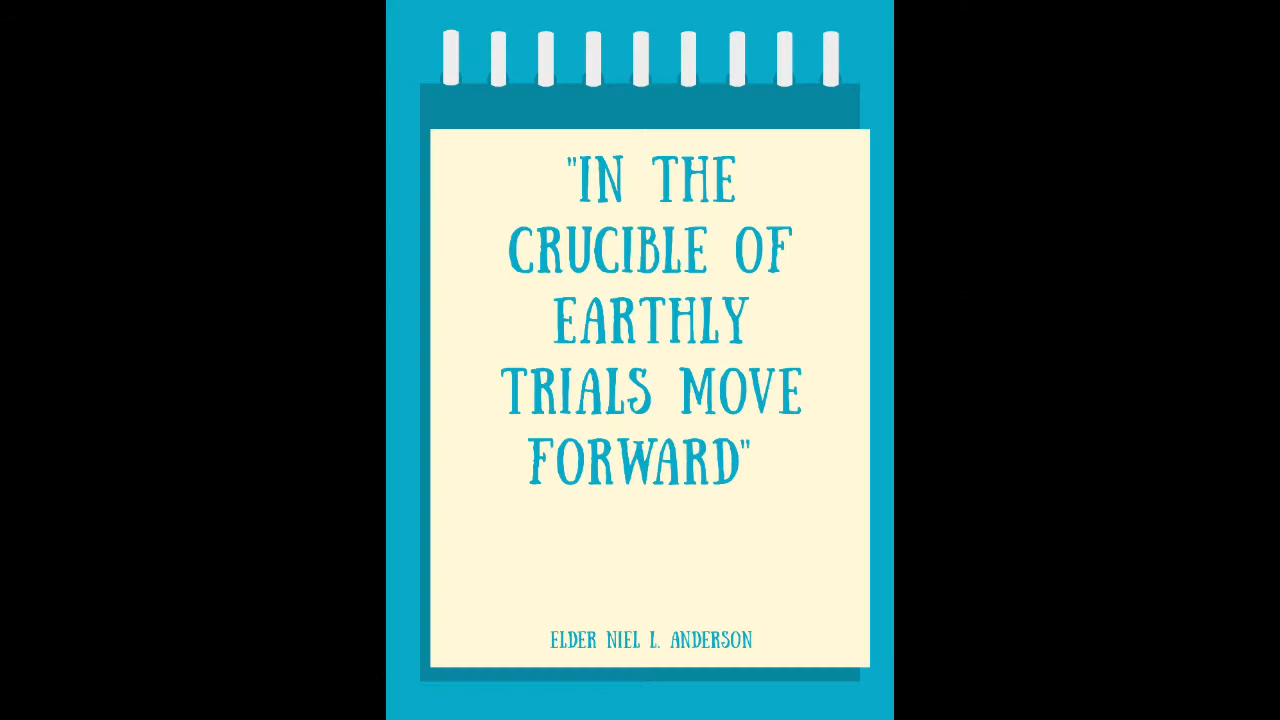 "IN THE
CRUCIBLE OF
EARTHLY
TRIALS MOVE
FORWARD"
ELDER NIEL L. ANDERSON